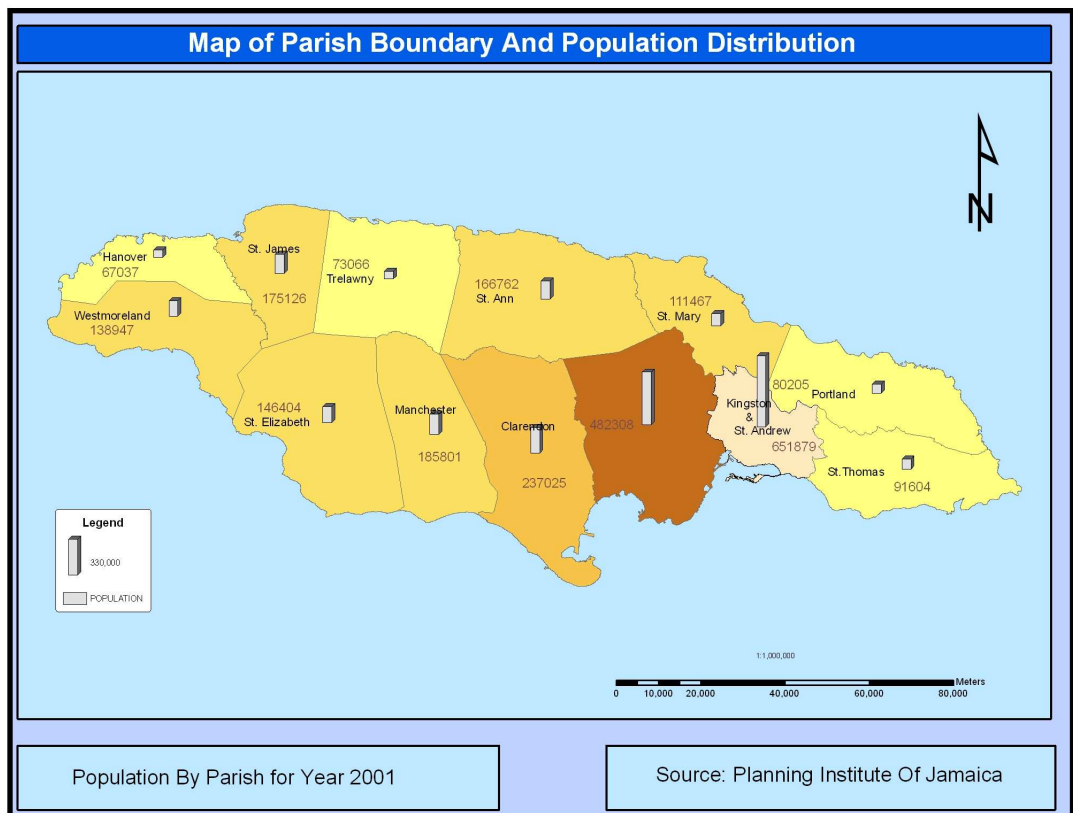 Map of Parish Boundary And Population Distribution
N
Hanover
67037
St. James
175126
73066
Trelawny
166762
St. Ann
111467
St. Mary
Westmoreland
138947
80205
Portland
146404
St. Elizabeth
Manchester
185801
Clarendon
237025
482308
Kingston
&
St. Andrew
651879
St.Thomas
91604
Legend
330,000
POPULATION
1:1,000,000
Meters
0 10,000 20,000 40,000 60,000 80,000
Population By Parish for Year 2001
Source: Planning Institute Of Jamaica